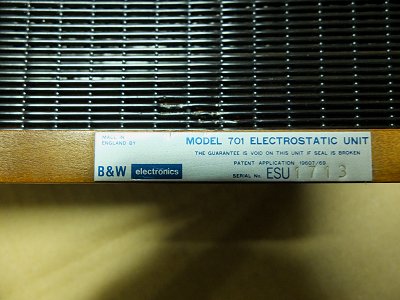 MADE IN
ENGLAND BY
MODEL 701 ELECTROSTATIC UNIT
THE GUARANTEE IS VOID ON THIS UNIT IF SEAL IS BROKEN
PATENT APPLICATION 19607/69
B&W electronics
SERIAL No. ESU 1713